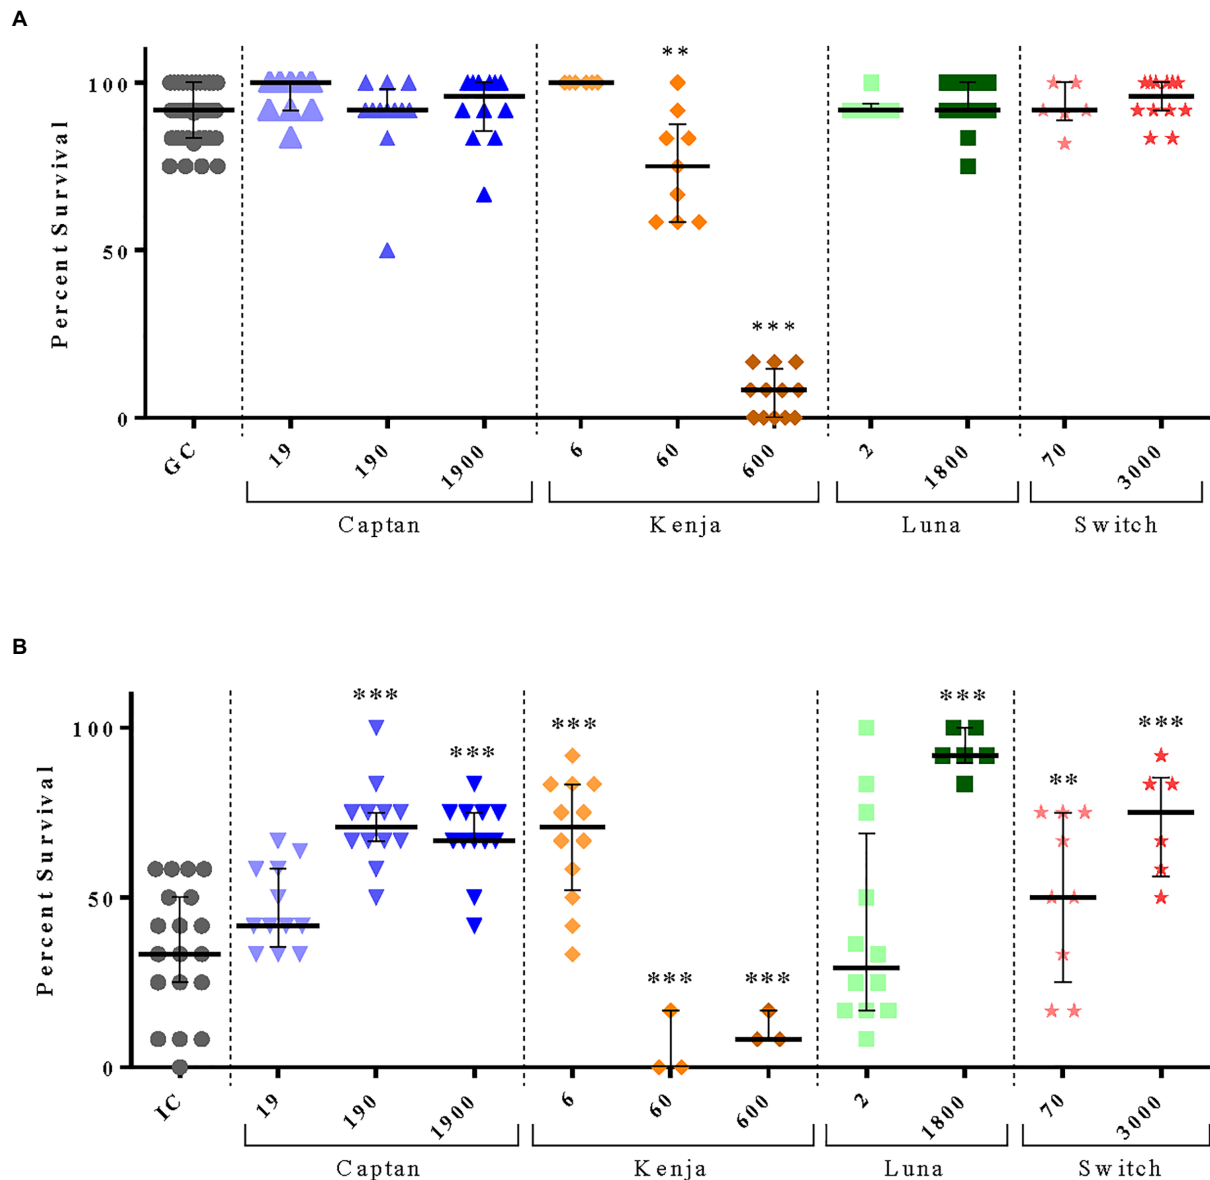 A
Percent Survival
100
50
0
**
***
GC
19
190
1900
6
60
600
2
1800
70
3000
Captan
Kenja
Luna
Switch
B
Percent Survival
100
50
0
***
***
***
***
***
***
**
***
IC
19
190
1900
6
60
600
2
1800
70
3000
Captan
Kenja
Luna
Switch